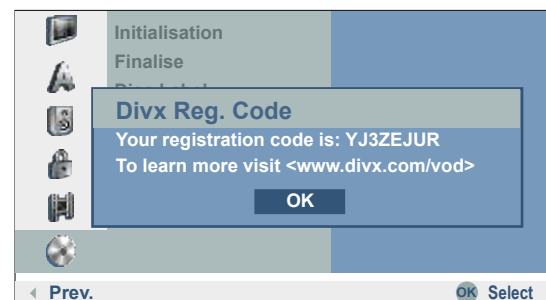 Initialisation
Finalise
Divx Reg. Code
Your registration code is: YJ3ZEJUR
To learn more visit <www.divx.com/vod>
OK
Prev.
OK Select